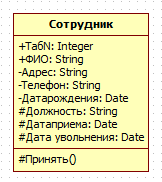 Сотрудник
+ТабN: Integer
+ФИО: String
-Адрес: String
-Телефон: String
-Датарождения: Date
#Должность: String
#Датаприема: Date
#Дата увольнения: Date
#Принять()